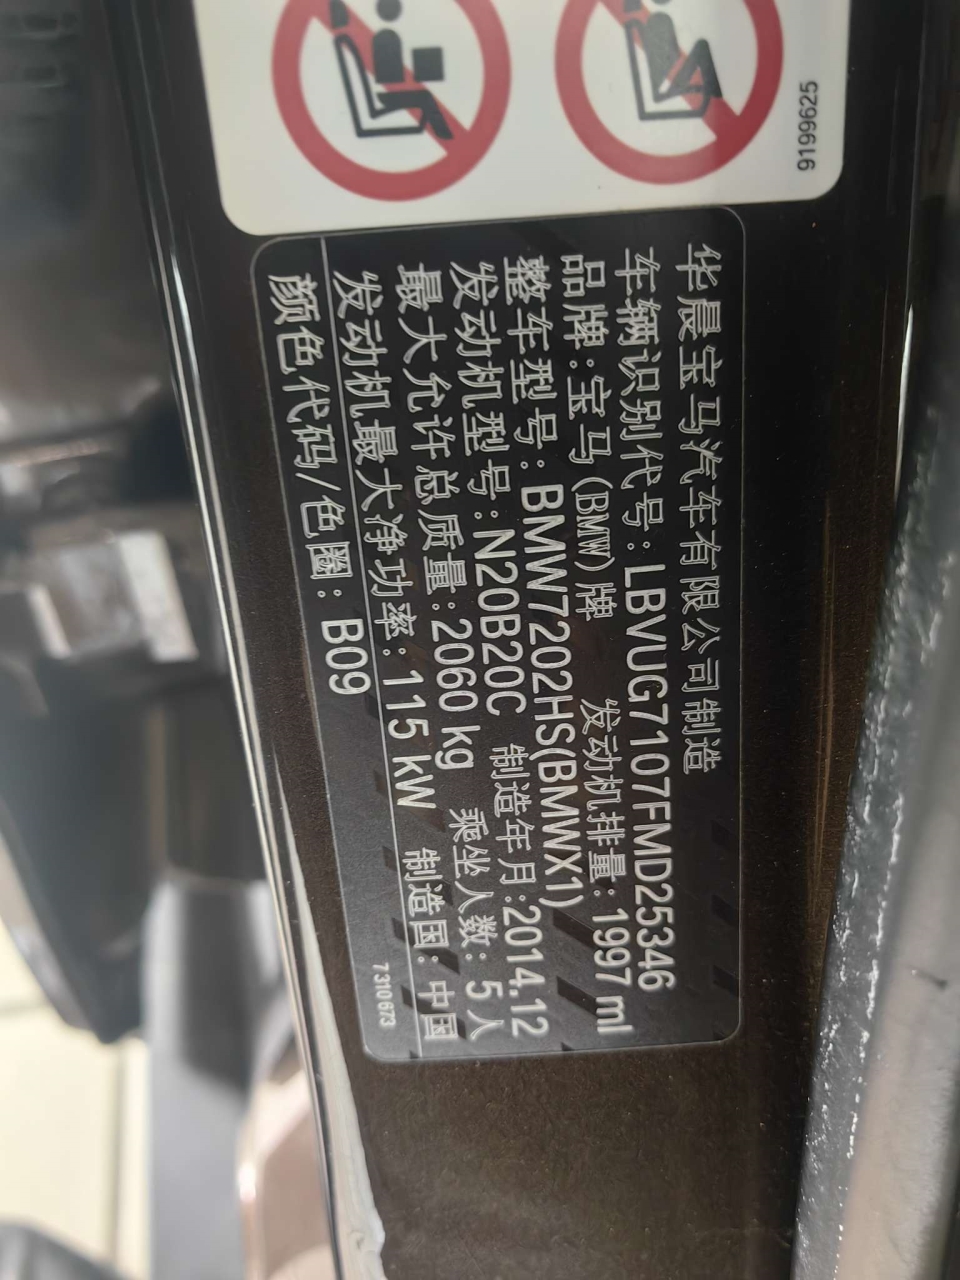 9199625
华晨宝马汽车有限公司制造
车辆识别代号:LBVUG7107FMD25346
品牌:宝马(BMW)牌 发动机排量:1997 ml
整车型号:BMW7202HS(BMWX1)
发动机型号:N20B20C 制造年月:2014.12
最大允许总质量:2060 kg 乘坐人数:5人
发动机最大净功率:115 kW 制造国:中国
颜色代码/色圈:B09
7310673